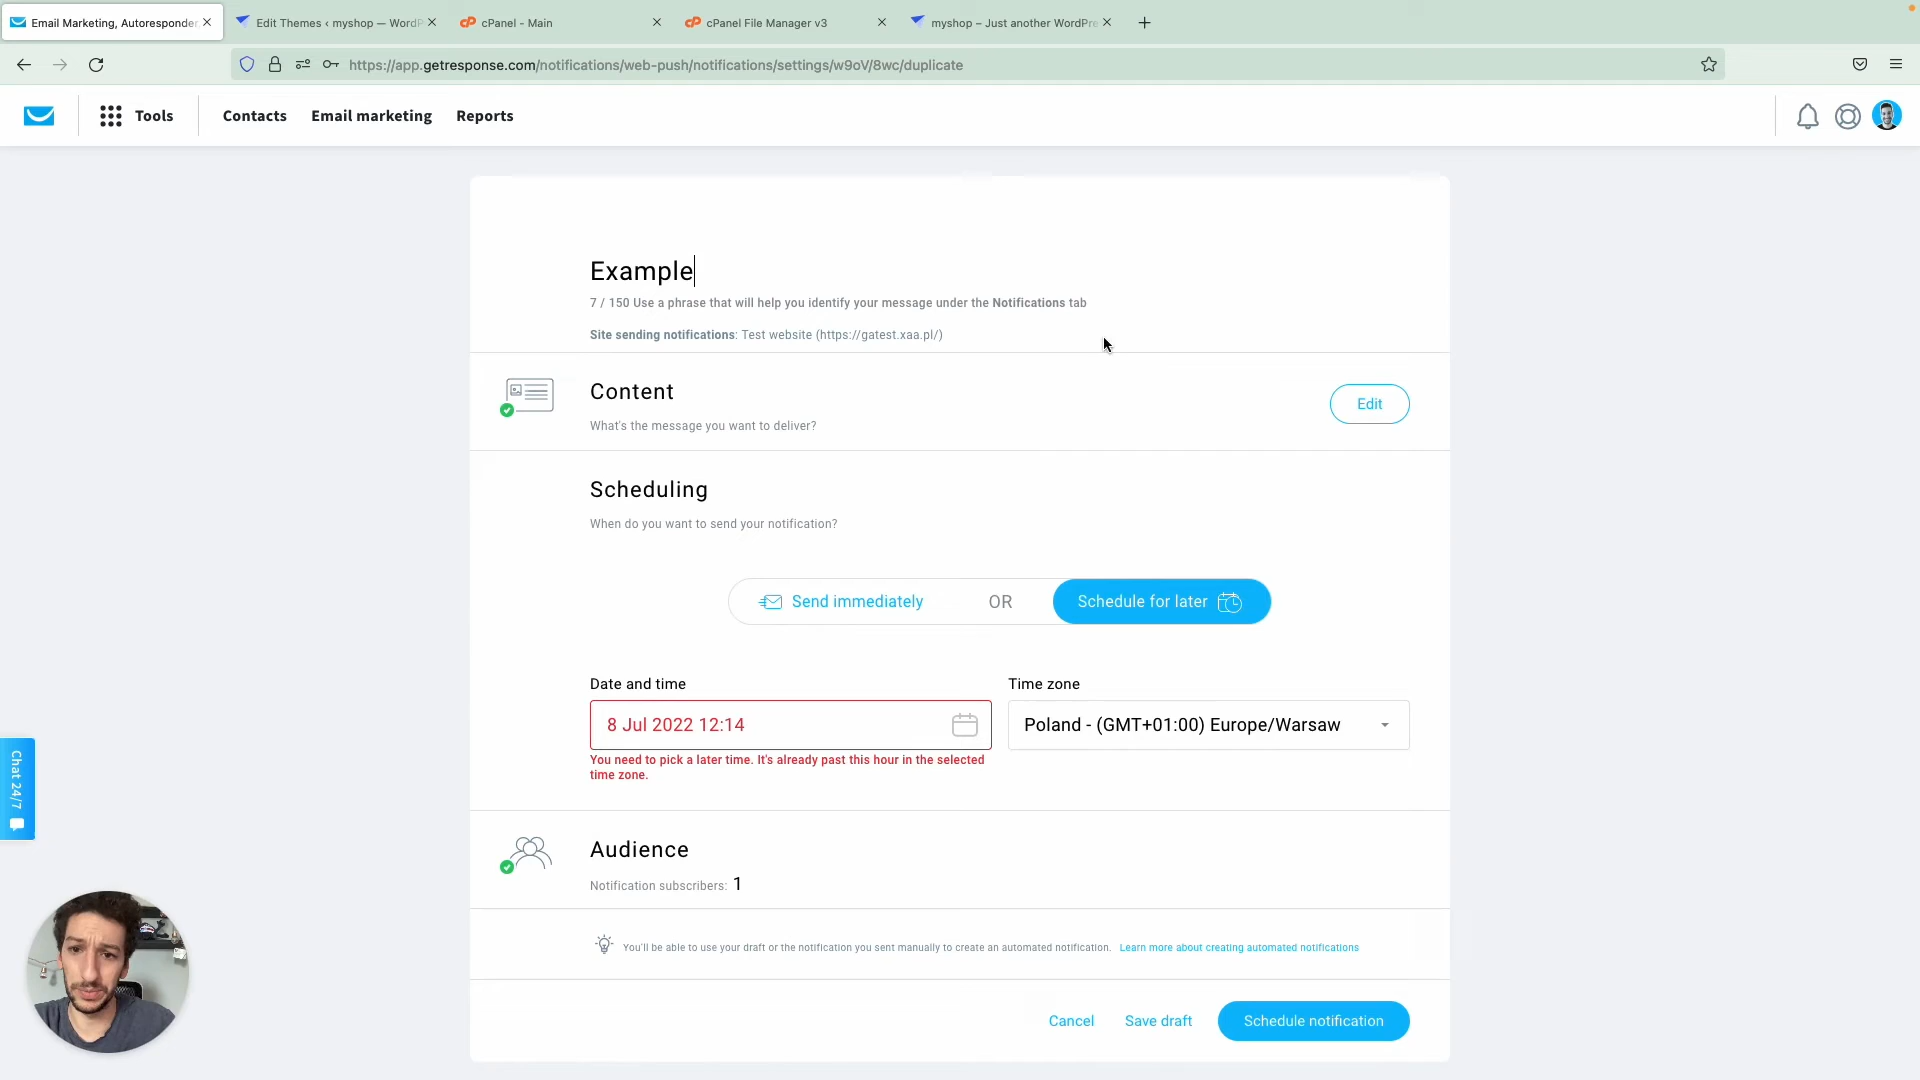 Email Marketing, Autoresponder
Edit Themes ‹ myshop — WordP
cPanel - Main
cPanel File Manager v3
myshop – Just another WordPre
https://app.getresponse.com/notifications/web-push/notifications/settings/w9oV/8wc/duplicate
Tools
Contacts
Email marketing
Reports
Example
7 / 150 Use a phrase that will help you identify your message under the Notifications tab
Site sending notifications: Test website (https://gatest.xaa.pl/)
Content
What's the message you want to deliver?
Edit
Scheduling
When do you want to send your notification?
Send immediately
OR
Schedule for later
Date and time
Time zone
8 Jul 2022 12:14
Poland - (GMT+01:00) Europe/Warsaw
You need to pick a later time. It's already past this hour in the selected
time zone.
Chat 24/7
Audience
Notification subscribers: 1
You'll be able to use your draft or the notification you sent manually to create an automated notification. Learn more about creating automated notifications
Cancel
Save draft
Schedule notification